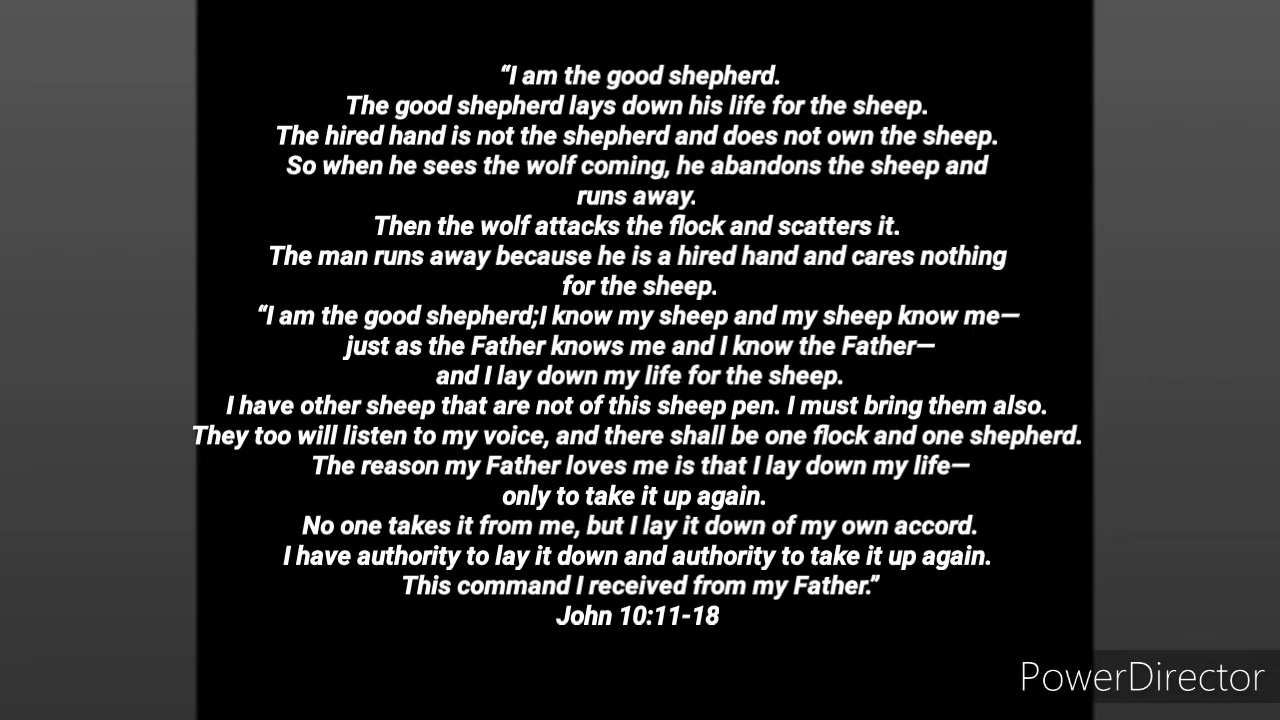 “I am the good shepherd.
The good shepherd lays down his life for the sheep.
The hired hand is not the shepherd and does not own the sheep.
So when he sees the wolf coming, he abandons the sheep and
runs away.
Then the wolf attacks the flock and scatters it.
The man runs away because he is a hired hand and cares nothing
for the sheep.
“I am the good shepherd;I know my sheep and my sheep know me—
just as the Father knows me and I know the Father—
and I lay down my life for the sheep.
I have other sheep that are not of this sheep pen. I must bring them also.
They too will listen to my voice, and there shall be one flock and one shepherd.
The reason my Father loves me is that I lay down my life—
only to take it up again.
No one takes it from me, but I lay it down of my own accord.
I have authority to lay it down and authority to take it up again.
This command I received from my Father.”
John 10:11-18
PowerDirector